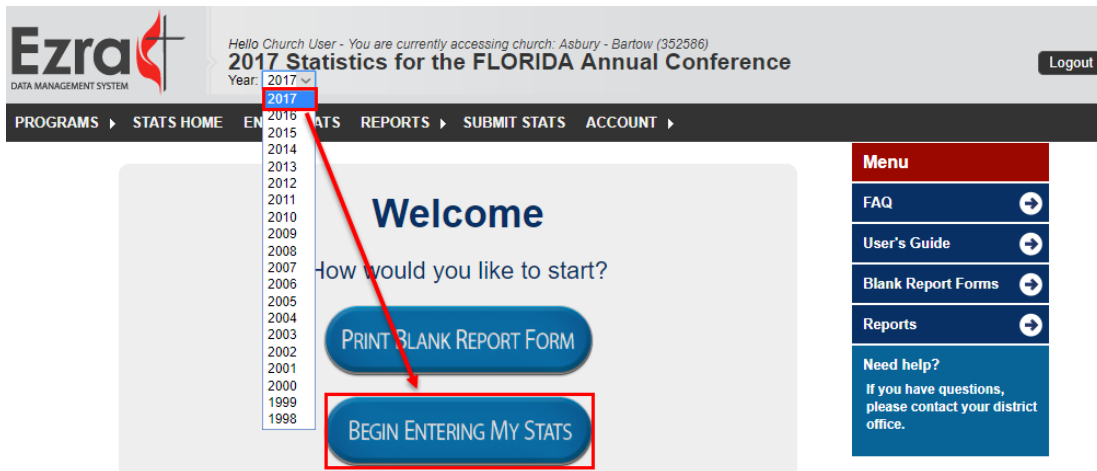 Ezra
DATA MANAGEMENT SYSTEM
Hello Church User - You are currently accessing church: Asbury - Bartow (352586)
2017 Statistics for the FLORIDA Annual Conference
Year: 2017
Logout
PROGRAMS STATS HOME REPORTS SUBMIT STATS ACCOUNT
2017
2016
2015
2014
2013
2012
2011
2010
2009
2008
2007
2006
2005
2004
2003
2002
2001
2000
1999
1998
Welcome
How would you like to start?
PRINT BLANK REPORT FORM
BEGIN ENTERING MY STATS
Menu
FAQ
User's Guide
Blank Report Forms
Reports
Need help?
If you have questions,
please contact your district
office.